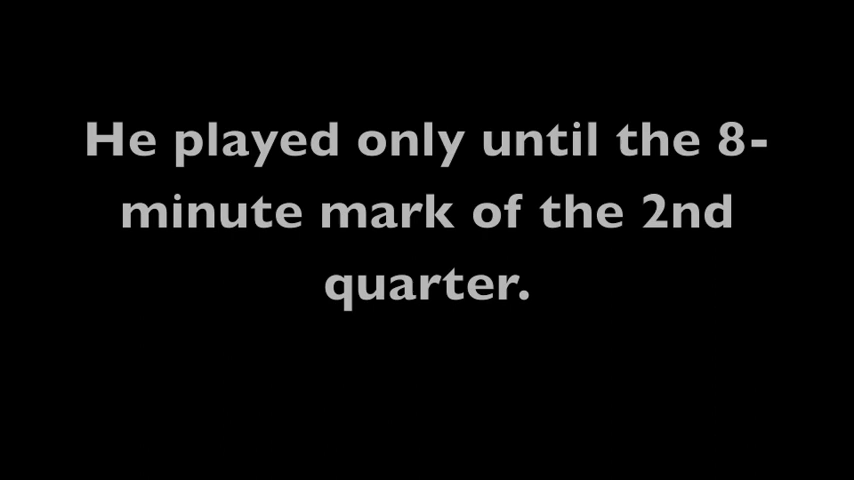 He played only until the 8-
minute mark of the 2nd
quarter.